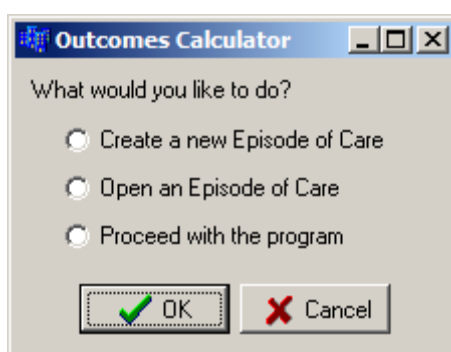 Outcomes Calculator
What would you like to do?
Create a new Episode of Care
Open an Episode of Care
Proceed with the program
OK Cancel